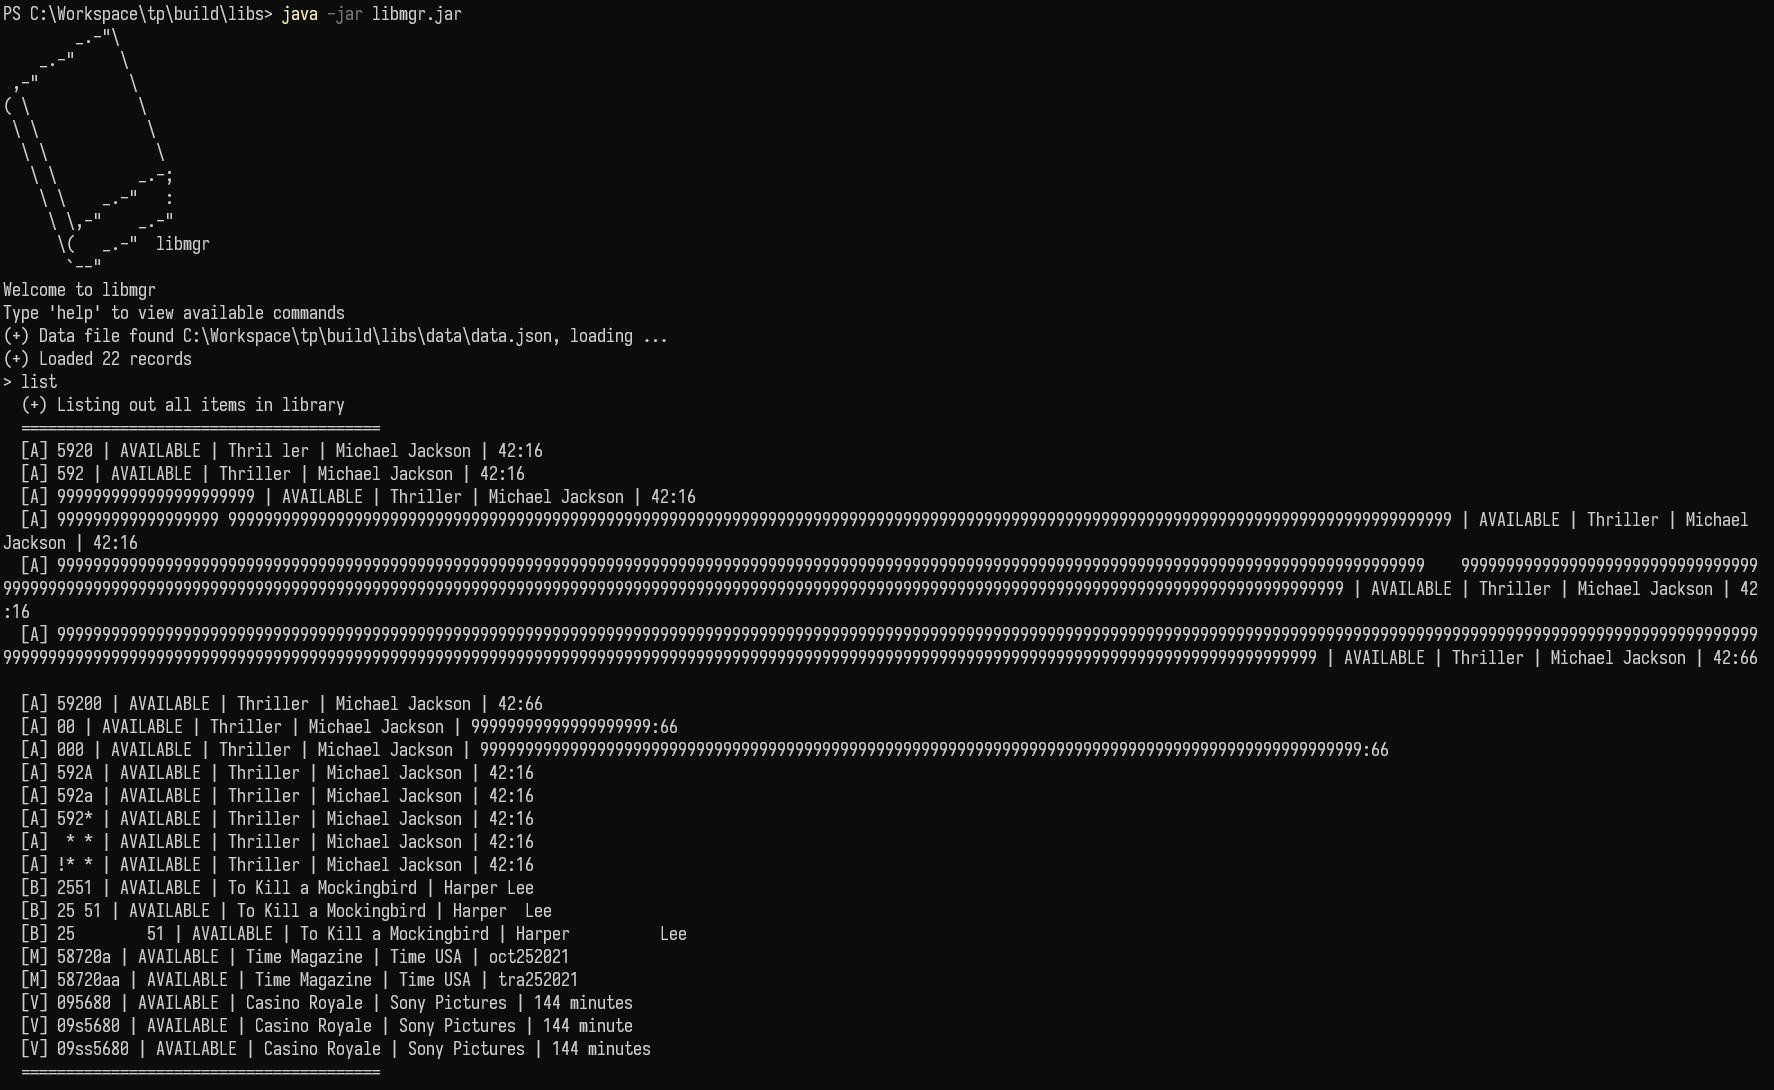 PS C:\Workspace\tp\build\libs> java -jar libmgr.jar
         _.-"\
    _.-"     \
 ,-"          \
( \            \
 \ \            \
  \ \            \
   \ \         _.-;
    \ \    _.-"   :
     \ \,-"    _.-"
      \(   _.-"  libmgr
       `--"
Welcome to libmgr
Type 'help' to view available commands
(+) Data file found C:\Workspace\tp\build\libs\data\data.json, loading ...
(+) Loaded 22 records
> list
  (+) Listing out all items in library
  ========================================
  [A] 5920 | AVAILABLE | Thril ler | Michael Jackson | 42:16
  [A] 592 | AVAILABLE | Thriller | Michael Jackson | 42:16
  [A] 9999999999999999999999 | AVAILABLE | Thriller | Michael Jackson | 42:16
  [A] 999999999999999999 9999999999999999999999999999999999999999999999999999999999999999999999999999999999999999999999999999999999999999999999999999999999999999 | AVAILABLE | Thriller | Michael
Jackson | 42:16
  [A] 99999999999999999999999999999999999999999999999999999999999999999999999999999999999999999999999999999999999999999999999999999999999999999999999999999999    999999999999999999999999999999999
99999999999999999999999999999999999999999999999999999999999999999999999999999999999999999999999999999999999999999999999999999999999999999999999999999 | AVAILABLE | Thriller | Michael Jackson | 42
:16
  [A] 999999999999999999999999999999999999999999999999999999999999999999999999999999999999999999999999999999999999999999999999999999999999999999999999999999999999999999999999999999999999999999999
99999999999999999999999999999999999999999999999999999999999999999999999999999999999999999999999999999999999999999999999999999999999999999999999999 | AVAILABLE | Thriller | Michael Jackson | 42:66
  [A] 59200 | AVAILABLE | Thriller | Michael Jackson | 42:66
  [A] 00 | AVAILABLE | Thriller | Michael Jackson | 99999999999999999999:66
  [A] 000 | AVAILABLE | Thriller | Michael Jackson | 99999999999999999999999999999999999999999999999999999999999999999999999999999999999999999999999999:66
  [A] 592A | AVAILABLE | Thriller | Michael Jackson | 42:16
  [A] 592a | AVAILABLE | Thriller | Michael Jackson | 42:16
  [A] 592* | AVAILABLE | Thriller | Michael Jackson | 42:16
  [A]  * * | AVAILABLE | Thriller | Michael Jackson | 42:16
  [A] !* * | AVAILABLE | Thriller | Michael Jackson | 42:16
  [B] 2551 | AVAILABLE | To Kill a Mockingbird | Harper Lee
  [B] 25 51 | AVAILABLE | To Kill a Mockingbird | Harper  Lee
  [B] 25        51 | AVAILABLE | To Kill a Mockingbird | Harper          Lee
  [M] 58720a | AVAILABLE | Time Magazine | Time USA | oct252021
  [M] 58720aa | AVAILABLE | Time Magazine | Time USA | tra252021
  [V] 095680 | AVAILABLE | Casino Royale | Sony Pictures | 144 minutes
  [V] 09s5680 | AVAILABLE | Casino Royale | Sony Pictures | 144 minute
  [V] 09ss5680 | AVAILABLE | Casino Royale | Sony Pictures | 144 minutes
  ========================================